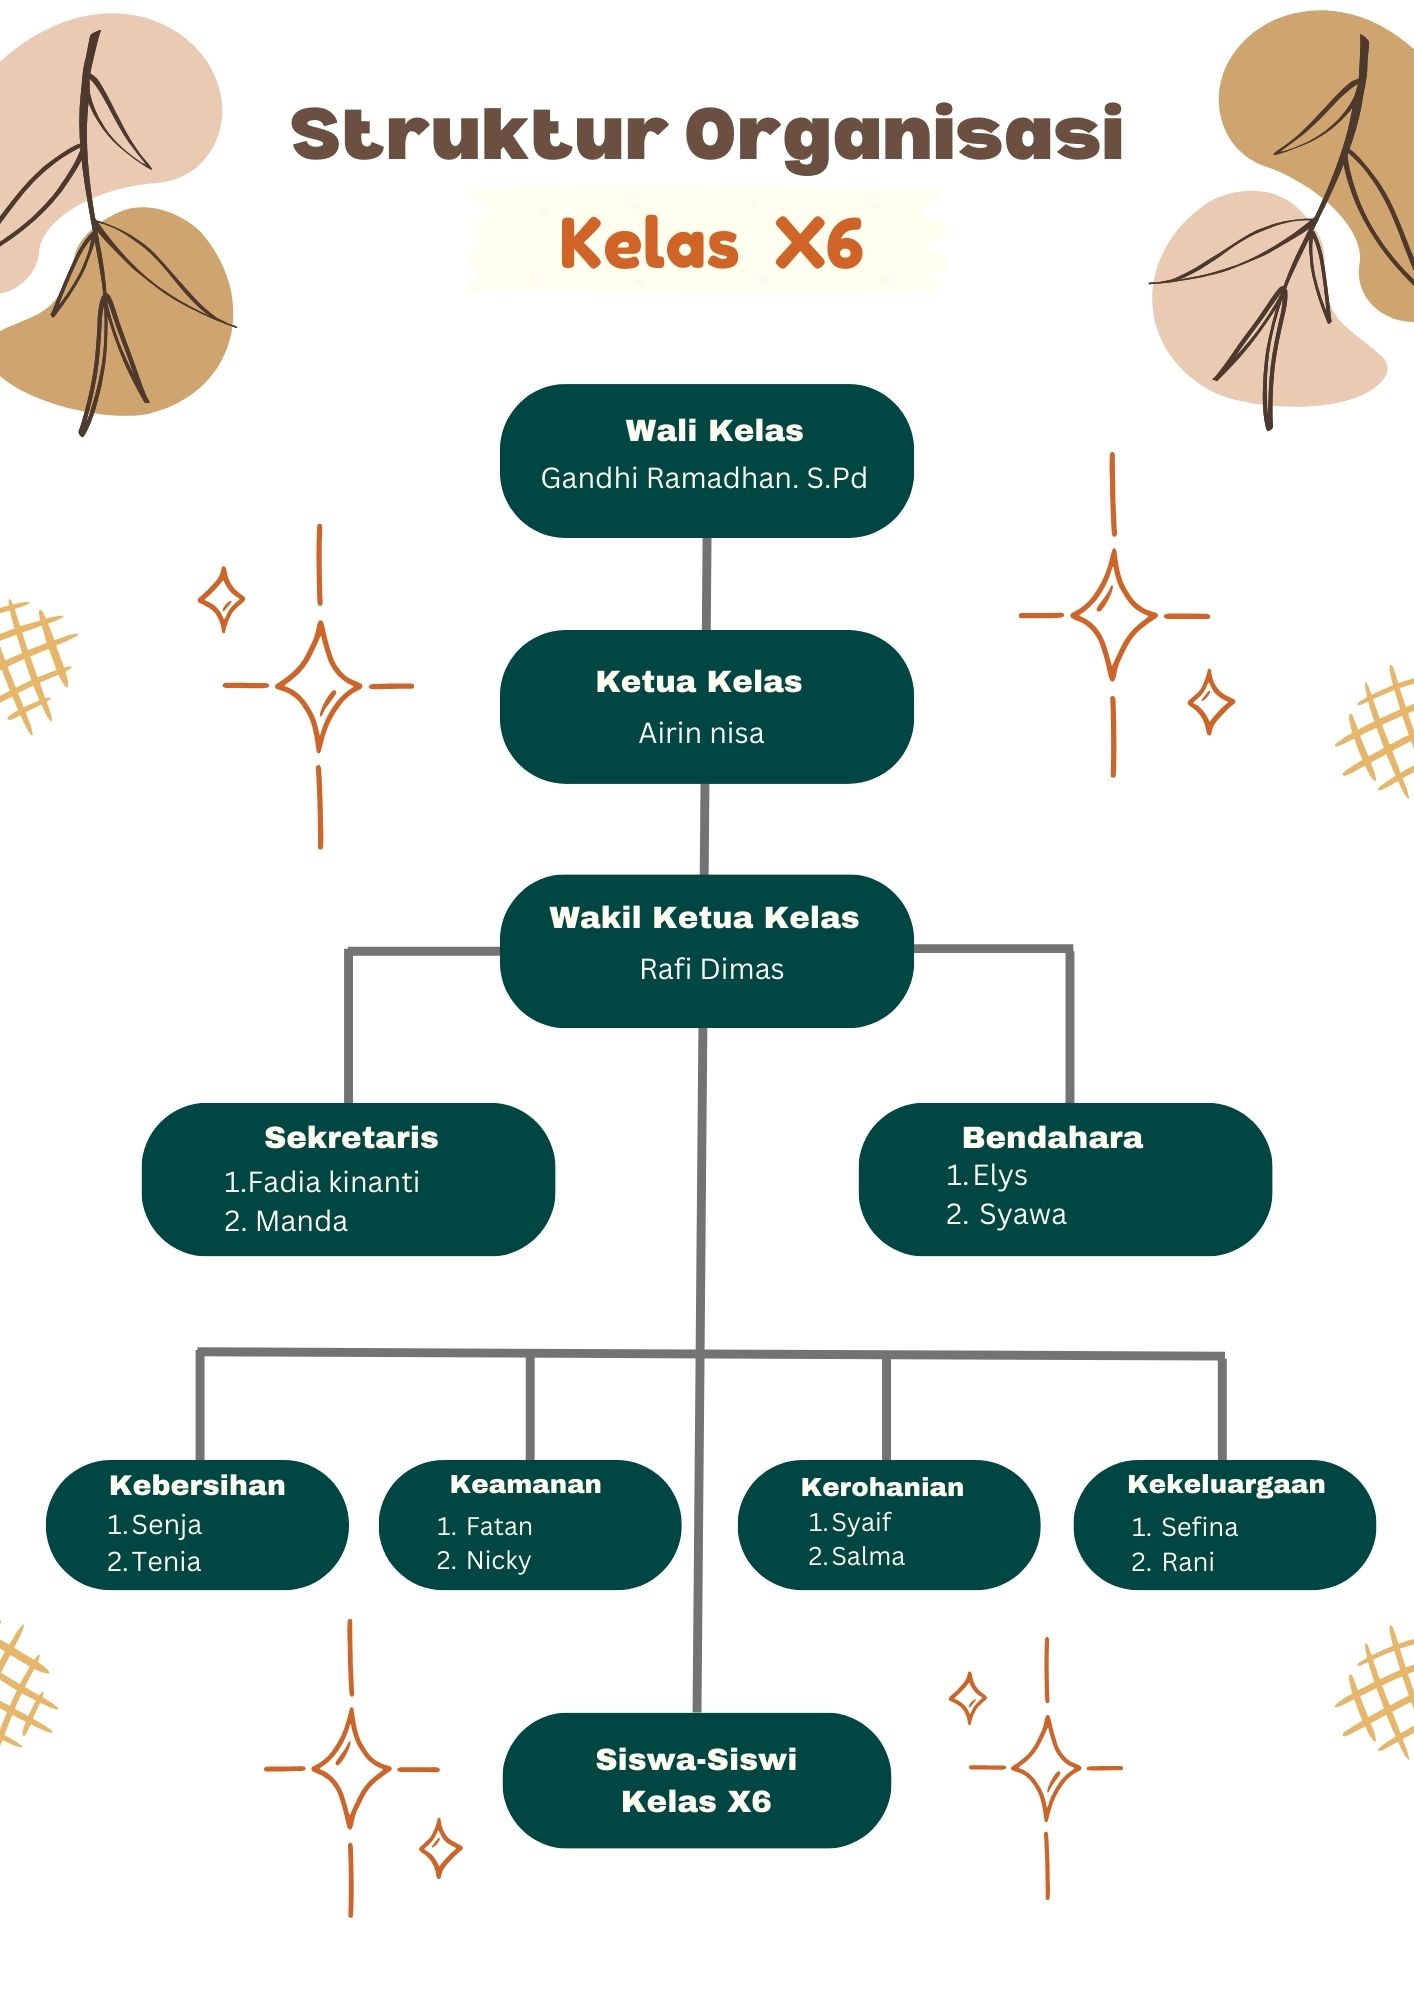 Struktur Organisasi
Kelas X6
Wali Kelas
Gandhi Ramadhan. S.Pd
Ketua Kelas
Airin nisa
Wakil Ketua Kelas
Rafi Dimas
Sekretaris
1.Fadia kinanti
2. Manda
Bendahara
1.Elys
2. Syawa
Kebersihan
1.Senja
2.Tenia
Keamanan
1. Fatan
2. Nicky
Kerohanian
1.Syaif
2.Salma
Kekeluargaan
1. Sefina
2. Rani
Siswa-Siswi
Kelas X6